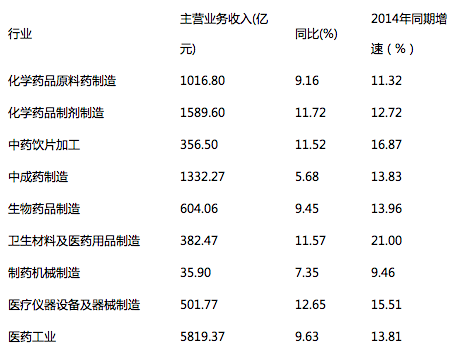 行业 主营业务收入(亿元) 同比(%) 2014年同期增速（%）
化学药品原料药制造 1016.80 9.16 11.32
化学药品制剂制造 1589.60 11.72 12.72
中药饮片加工 356.50 11.52 16.87
中成药制造 1332.27 5.68 13.83
生物药品制造 604.06 9.45 13.96
卫生材料及医药用品制造 382.47 11.57 21.00
制药机械制造 35.90 7.35 9.46
医疗仪器设备及器械制造 501.77 12.65 15.51
医药工业 5819.37 9.63 13.81